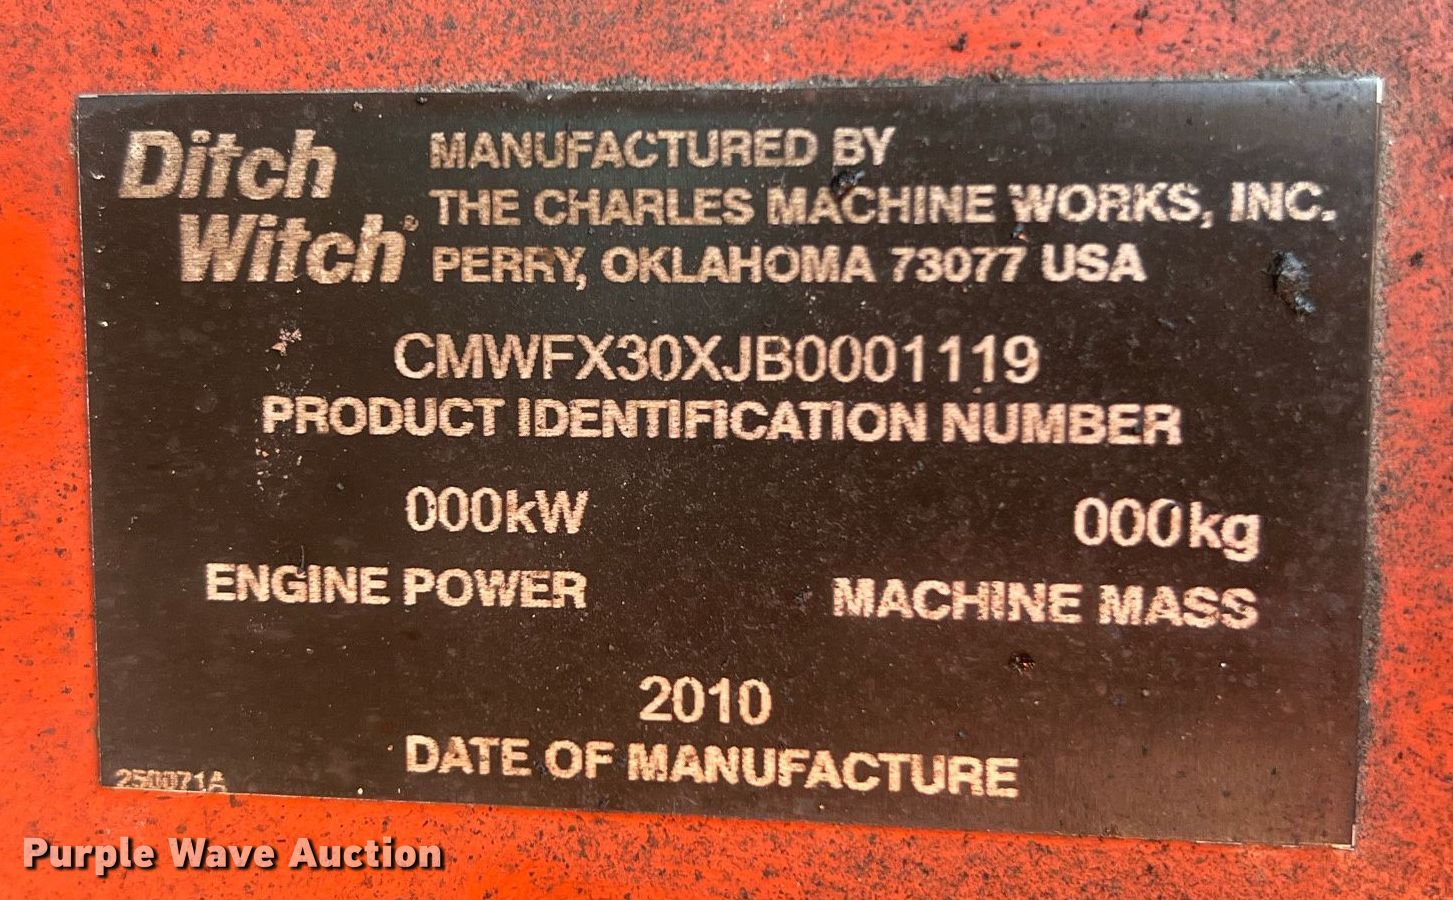 Ditch
Witch®
MANUFACTURED BY
THE CHARLES MACHINE WORKS, INC.
PERRY, OKLAHOMA 73077 USA
CMWFX30XJB0001119
PRODUCT IDENTIFICATION NUMBER
000kW
ENGINE POWER
000kg
MACHINE MASS
2010
DATE OF MANUFACTURE
250071A
Purple Wave Auction